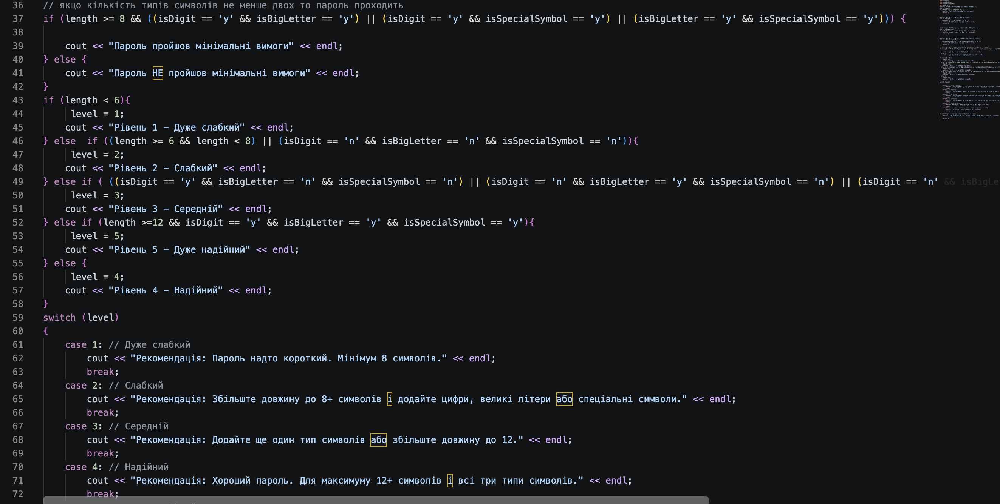 36 // якщо кількість типів символів не менше двох то пароль проходить
37 if (length >= 8 && ((isDigit == 'y' && isBigLetter == 'y') || (isDigit == 'y' && isSpecialSymbol == 'y') || (isBigLetter == 'y' && isSpecialSymbol == 'y'))) {
38
39 cout << "Пароль пройшов мінімальні вимоги" << endl;
40 } else {
41 cout << "Пароль НЕ пройшов мінімальні вимоги" << endl;
42 }
43 if (length < 6){
44 level = 1;
45 cout << "Рівень 1 – Дуже слабкий" << endl;
46 } else  if ((length >= 6 && length < 8) || (isDigit == 'n' && isBigLetter == 'n' && isSpecialSymbol == 'n')){
47 level = 2;
48 cout << "Рівень 2 – Слабкий" << endl;
49 } else if ( ((isDigit == 'y' && isBigLetter == 'n' && isSpecialSymbol == 'n') || (isDigit == 'n' && isBigLetter == 'y' && isSpecialSymbol == 'n') || (isDigit == 'n' && isBigLe
50 level = 3;
51 cout << "Рівень 3 – Середній" << endl;
52 } else if (length >=12 && isDigit == 'y' && isBigLetter == 'y' && isSpecialSymbol == 'y'){
53 level = 5;
54 cout << "Рівень 5 – Дуже надійний" << endl;
55 } else {
56 level = 4;
57 cout << "Рівень 4 – Надійний" << endl;
58 }
59 switch (level)
60 {
61 case 1: // Дуже слабкий
62 cout << "Рекомендація: Пароль надто короткий. Мінімум 8 символів." << endl;
63 break;
64 case 2: // Слабкий
65 cout << "Рекомендація: Збільште довжину до 8+ символів і додайте цифри, великі літери або спеціальні символи." << endl;
66 break;
67 case 3: // Середній
68 cout << "Рекомендація: Додайте ще один тип символів або збільште довжину до 12." << endl;
69 break;
70 case 4: // Надійний
71 cout << "Рекомендація: Хороший пароль. Для максимуму 12+ символів і всі три типи символів." << endl;
72 break;